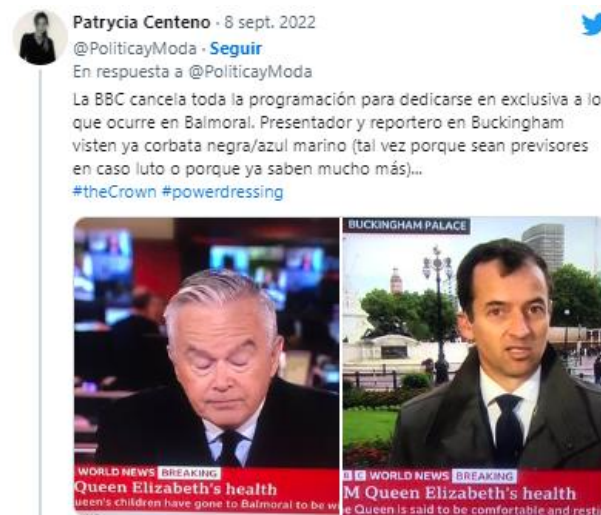 Patrycia Centeno · 8 sept. 2022
@PoliticayModa · Seguir
En respuesta a @PoliticayModa
La BBC cancela toda la programación para dedicarse en exclusiva a lo
que ocurre en Balmoral. Presentador y reportero en Buckingham
visten ya corbata negra/azul marino (tal vez porque sean previsores
en caso luto o porque ya saben mucho más)...
#theCrown #powerdressing
BUCKINGHAM PALACE
WORLD NEWS BREAKING
Queen Elizabeth's health
ueen's children have gone to Balmoral to be w
B C WORLD NEWS BREAKING
M Queen Elizabeth's health
e Queen is said to be comfortable and resti